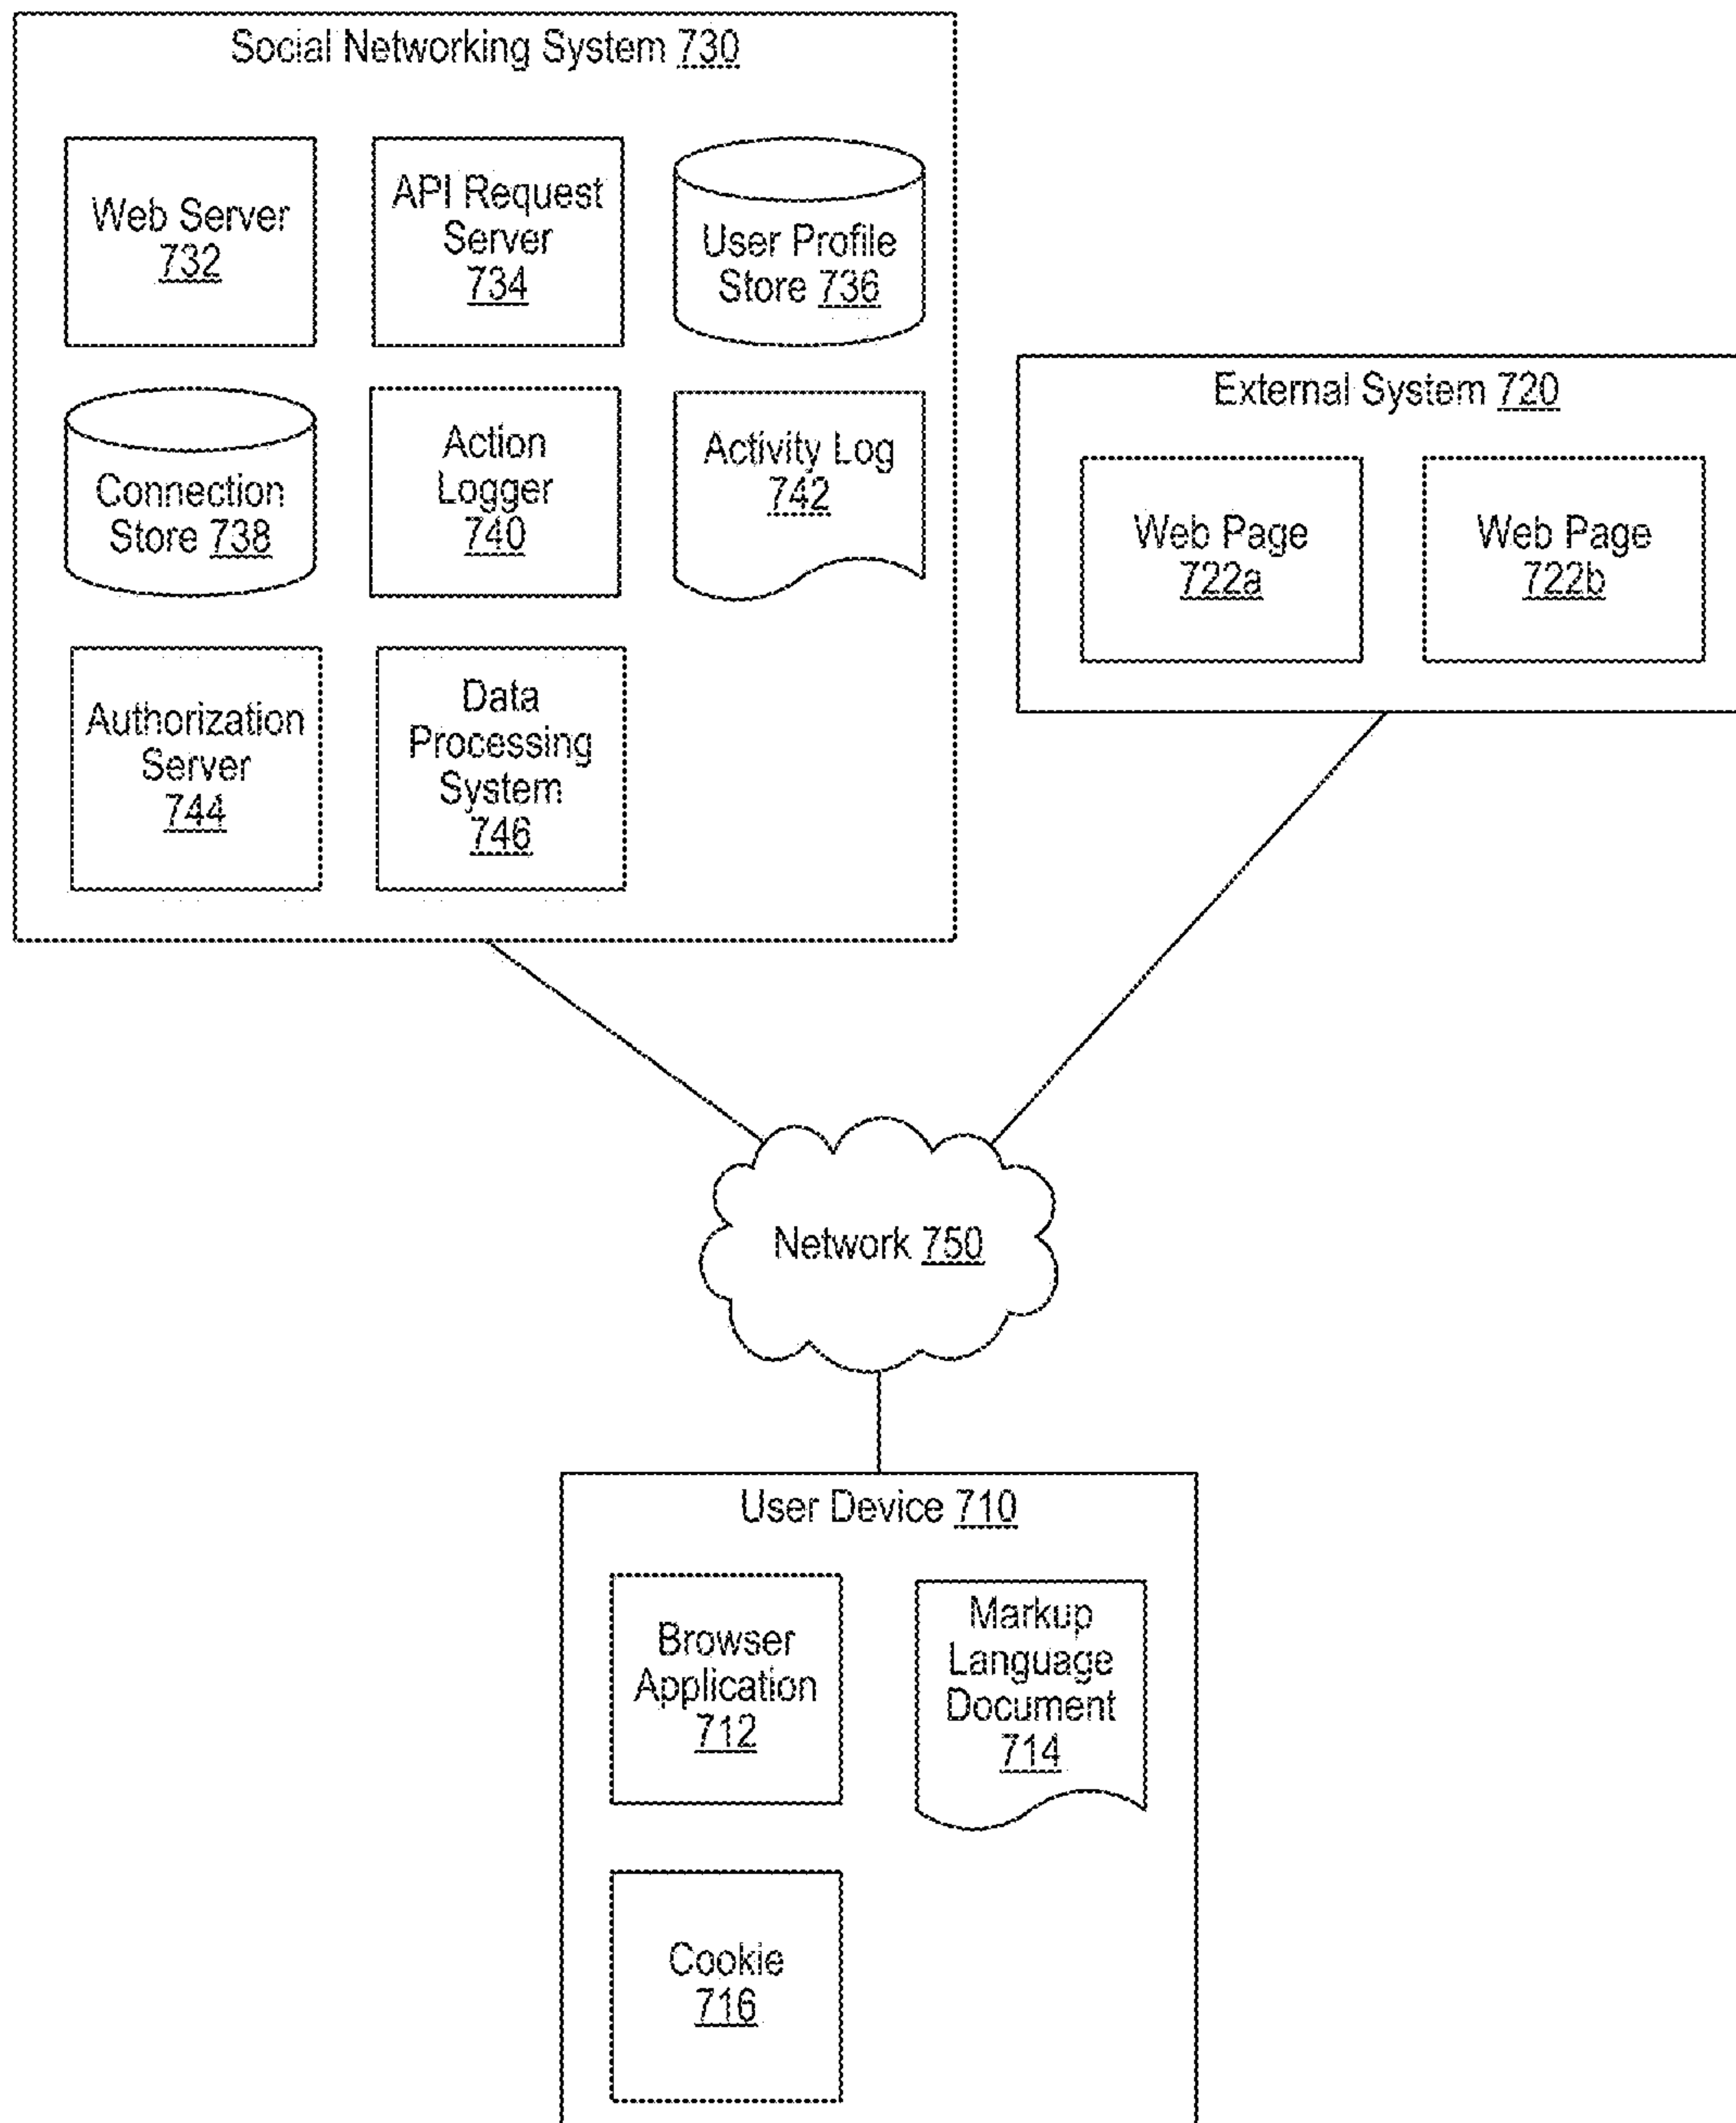 Social Networking System 730
Web Server
732
API Request
Server
734
User Profile
Store 736
Connection
Store 738
Action
Logger
740
Activity Log
742
Authorization
Server
744
Data
Processing
System
746
External System 720
Web Page
722a
Web Page
722b
Network 750
User Device 710
Browser
Application
712
Markup
Language
Document
714
Cookie
716